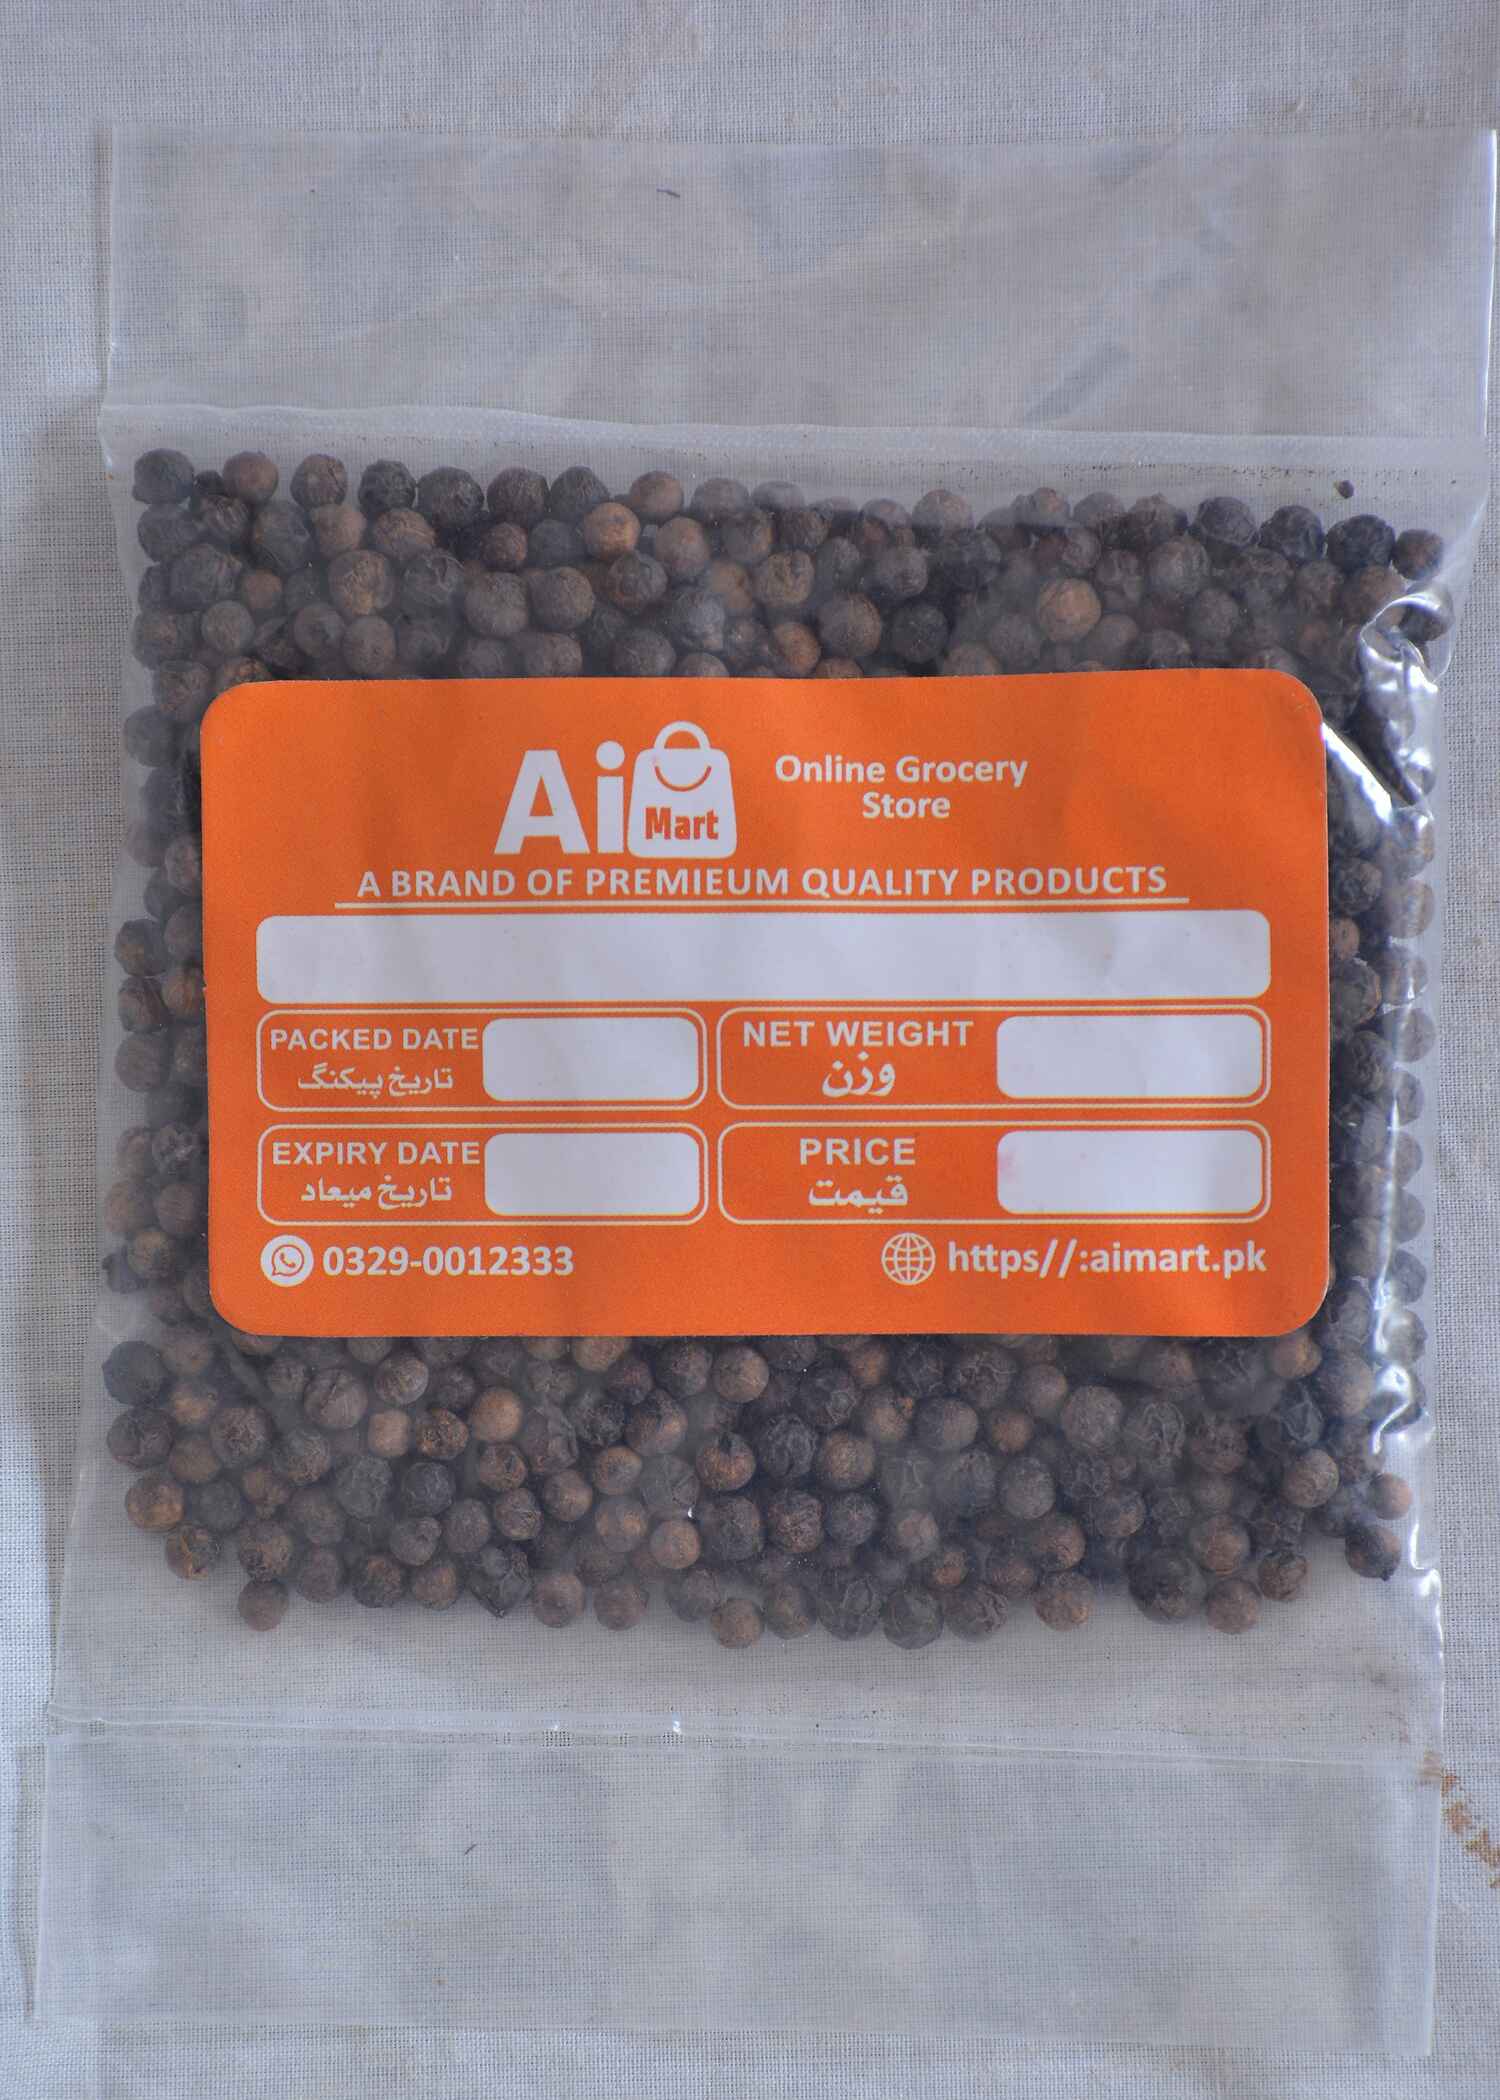 Ai Mart
Online Grocery
Store
A BRAND OF PREMIEUM QUALITY PRODUCTS
PACKED DATE
تاریخ پیکنگ
NET WEIGHT
وزن
EXPIRY DATE
تاریخ میعاد
PRICE
قیمت
0329-0012333
https//:aimart.pk